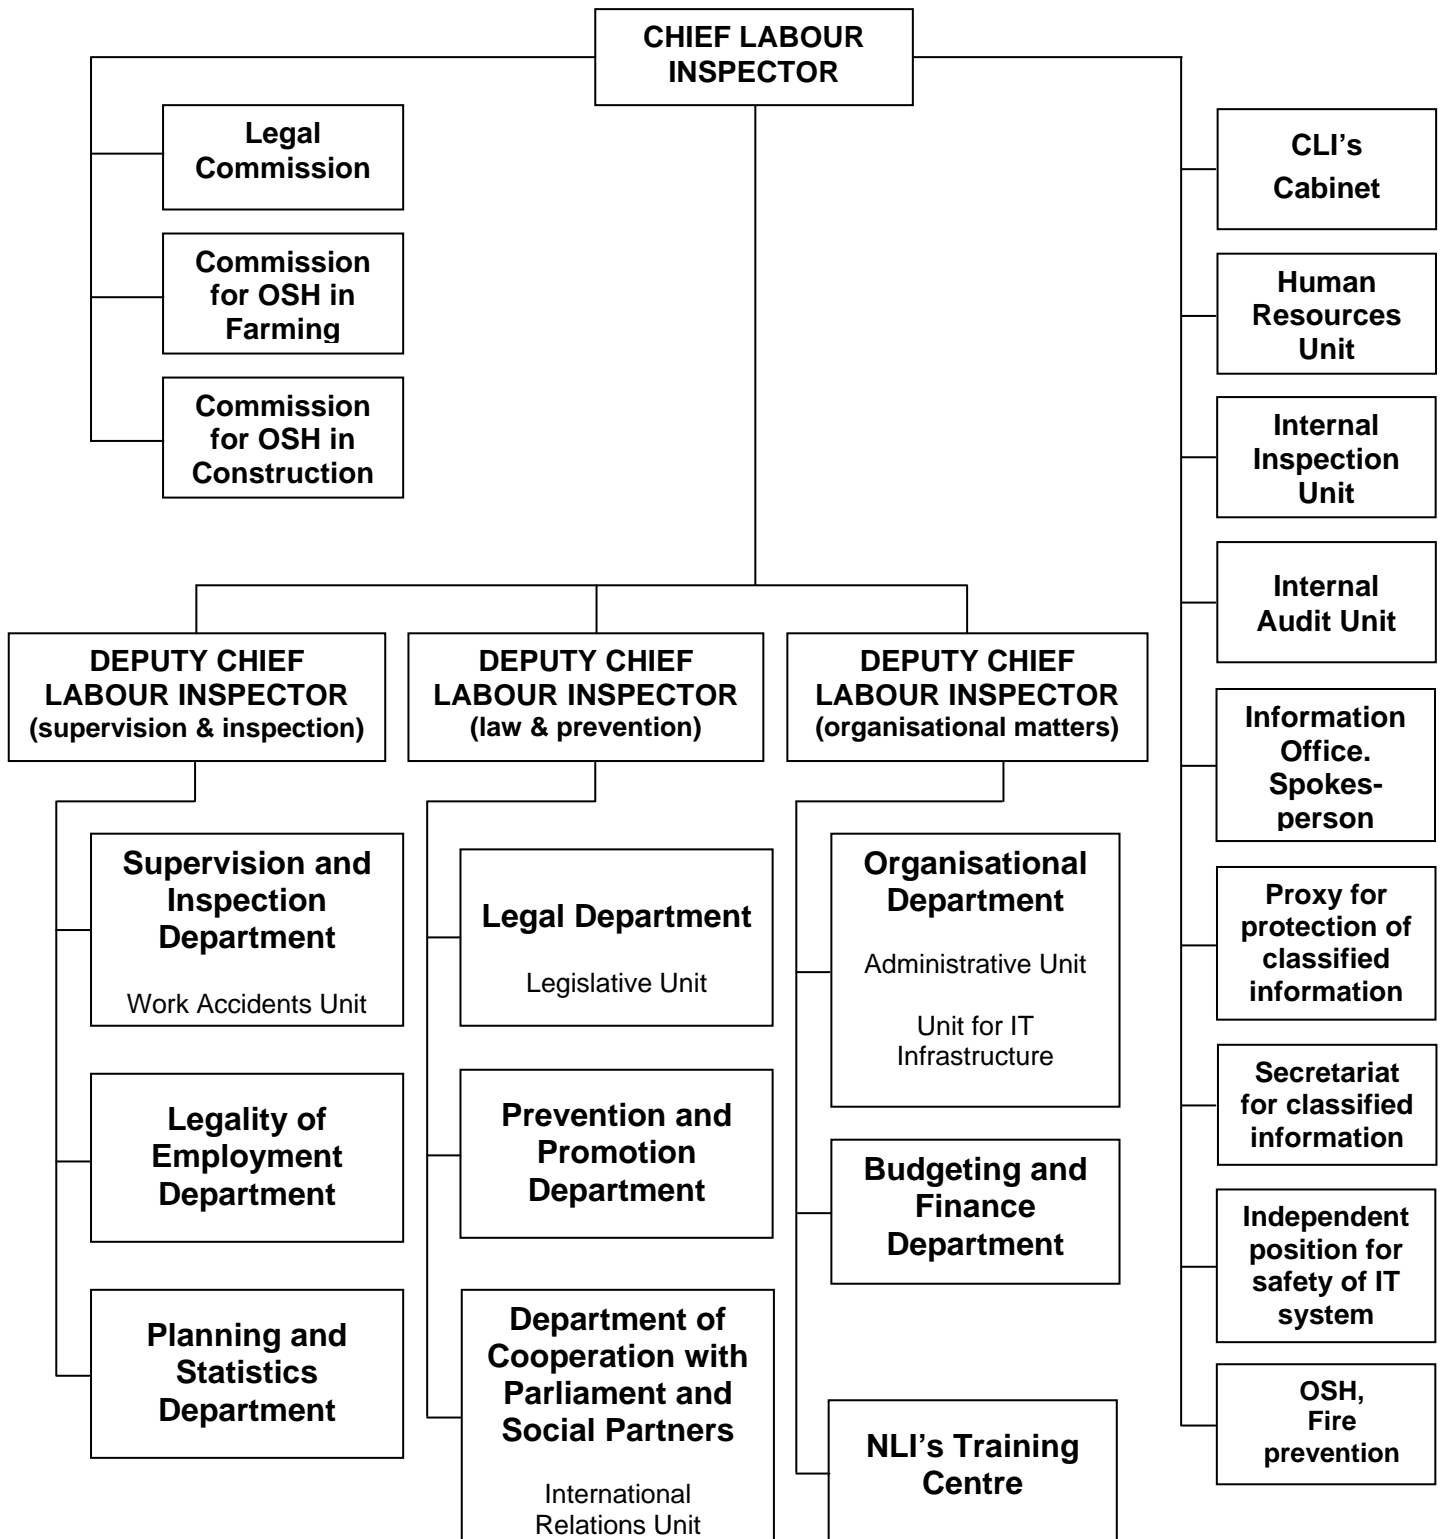 CHIEF LABOUR
INSPECTOR
Legal
Commission
Commission
for OSH in
Farming
Commission
for OSH in
Construction
CLI’s
Cabinet
Human
Resources
Unit
Internal
Inspection
Unit
Internal
Audit Unit
Information
Office.
Spokes-
person
Proxy for
protection of
classified
information
Secretariat
for classified
information
Independent
position for
safety of IT
system
OSH,
Fire
prevention
DEPUTY CHIEF
LABOUR INSPECTOR
(supervision & inspection)
Supervision and
Inspection
Department
Work Accidents Unit
Legality of
Employment
Department
Planning and
Statistics
Department
DEPUTY CHIEF
LABOUR INSPECTOR
(law & prevention)
Legal Department
Legislative Unit
Prevention and
Promotion
Department
Department of
Cooperation with
Parliament and
Social Partners
International
Relations Unit
DEPUTY CHIEF
LABOUR INSPECTOR
(organisational matters)
Organisational
Department
Administrative Unit
Unit for IT
Infrastructure
Budgeting and
Finance
Department
NLI’s Training
Centre